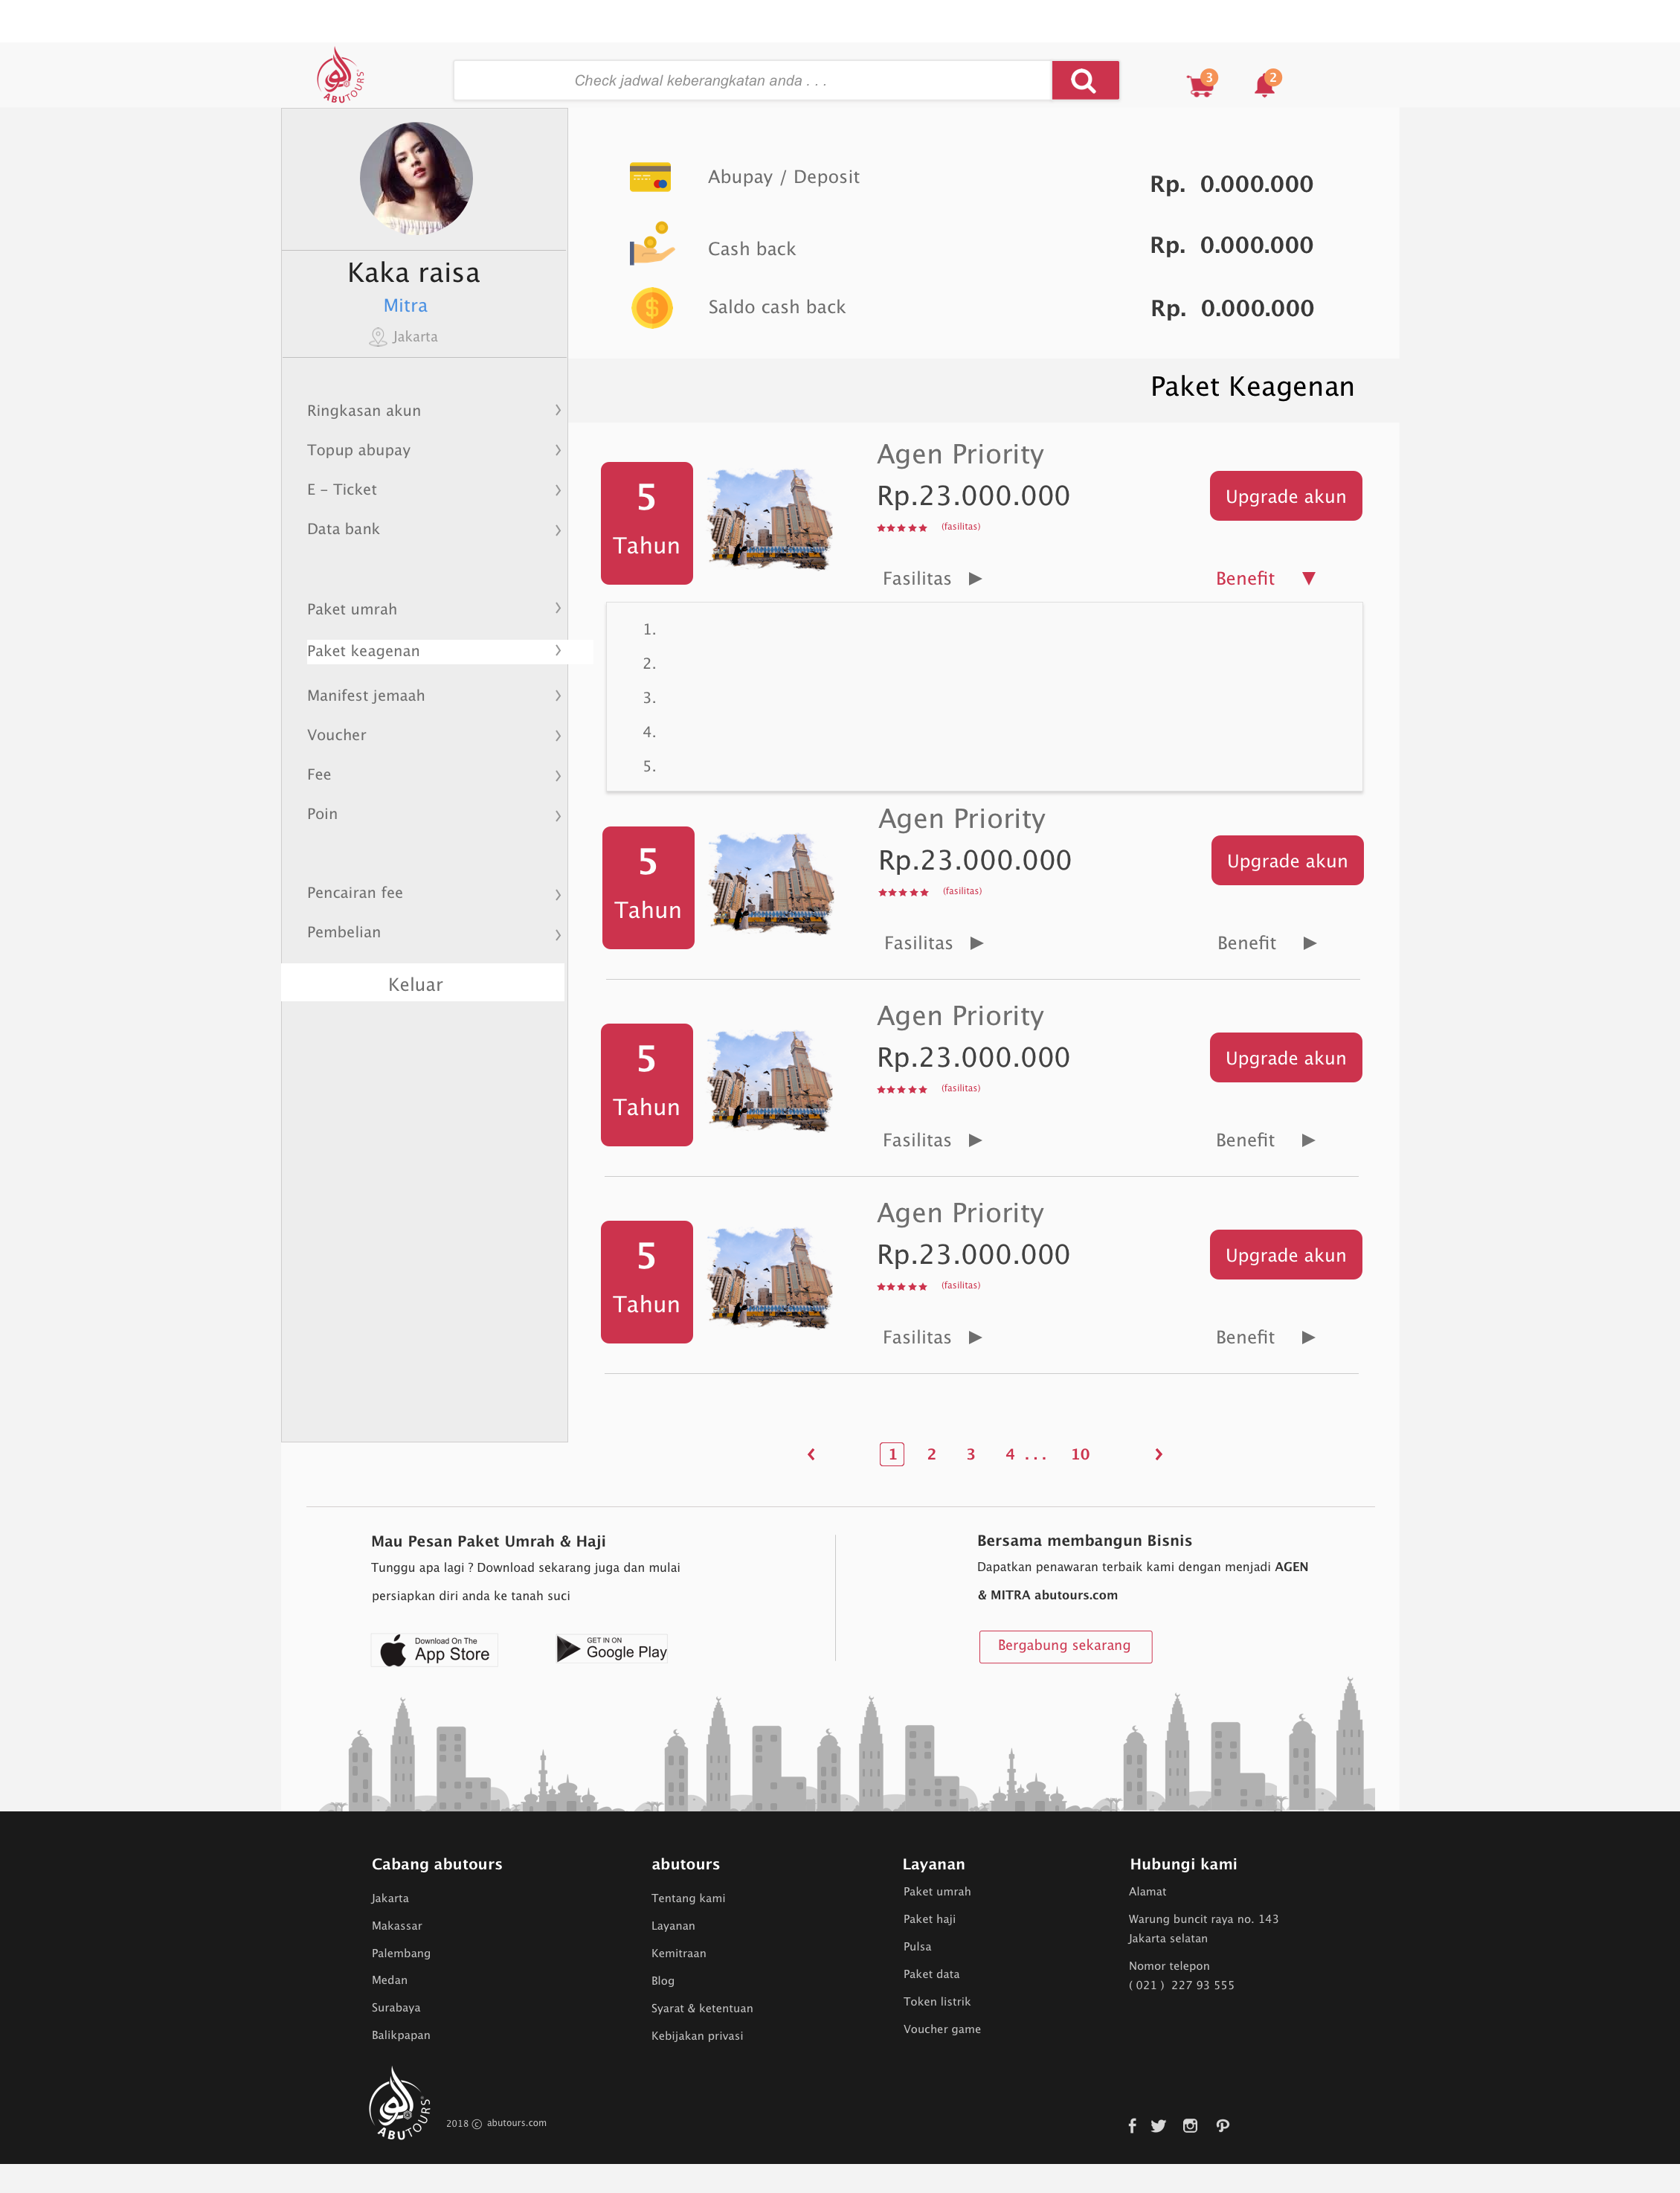 ABUTOURS
Check jadwal keberangkatan anda . . .
3
2
Kaka raisa
Mitra
Jakarta
Ringkasan akun
Topup abupay
E - Ticket
Data bank
Paket umrah
Paket keagenan
Manifest jemaah
Voucher
Fee
Poin
Pencairan fee
Pembelian
Keluar
Abupay / Deposit Rp. 0.000.000
Cash back Rp. 0.000.000
Saldo cash back Rp. 0.000.000
Paket Keagenan
5
Tahun
Agen Priority
Rp.23.000.000
(fasilitas)
Upgrade akun
Fasilitas
Benefit
1.
2.
3.
4.
5.
5
Tahun
Agen Priority
Rp.23.000.000
(fasilitas)
Upgrade akun
Fasilitas
Benefit
5
Tahun
Agen Priority
Rp.23.000.000
(fasilitas)
Upgrade akun
Fasilitas
Benefit
5
Tahun
Agen Priority
Rp.23.000.000
(fasilitas)
Upgrade akun
Fasilitas
Benefit
1 2 3 4 . . . 10
Mau Pesan Paket Umrah & Haji
Tunggu apa lagi ? Download sekarang juga dan mulai
persiapkan diri anda ke tanah suci
Download On The
App Store
GET IN ON
Google Play
Bersama membangun Bisnis
Dapatkan penawaran terbaik kami dengan menjadi AGEN
& MITRA abutours.com
Bergabung sekarang
Cabang abutours
Jakarta
Makassar
Palembang
Medan
Surabaya
Balikpapan
abutours
Tentang kami
Layanan
Kemitraan
Blog
Syarat & ketentuan
Kebijakan privasi
Layanan
Paket umrah
Paket haji
Pulsa
Paket data
Token listrik
Voucher game
Hubungi kami
Alamat
Warung buncit raya no. 143
Jakarta selatan
Nomor telepon
( 021 ) 227 93 555
ABUTOURS
2018 © abutours.com